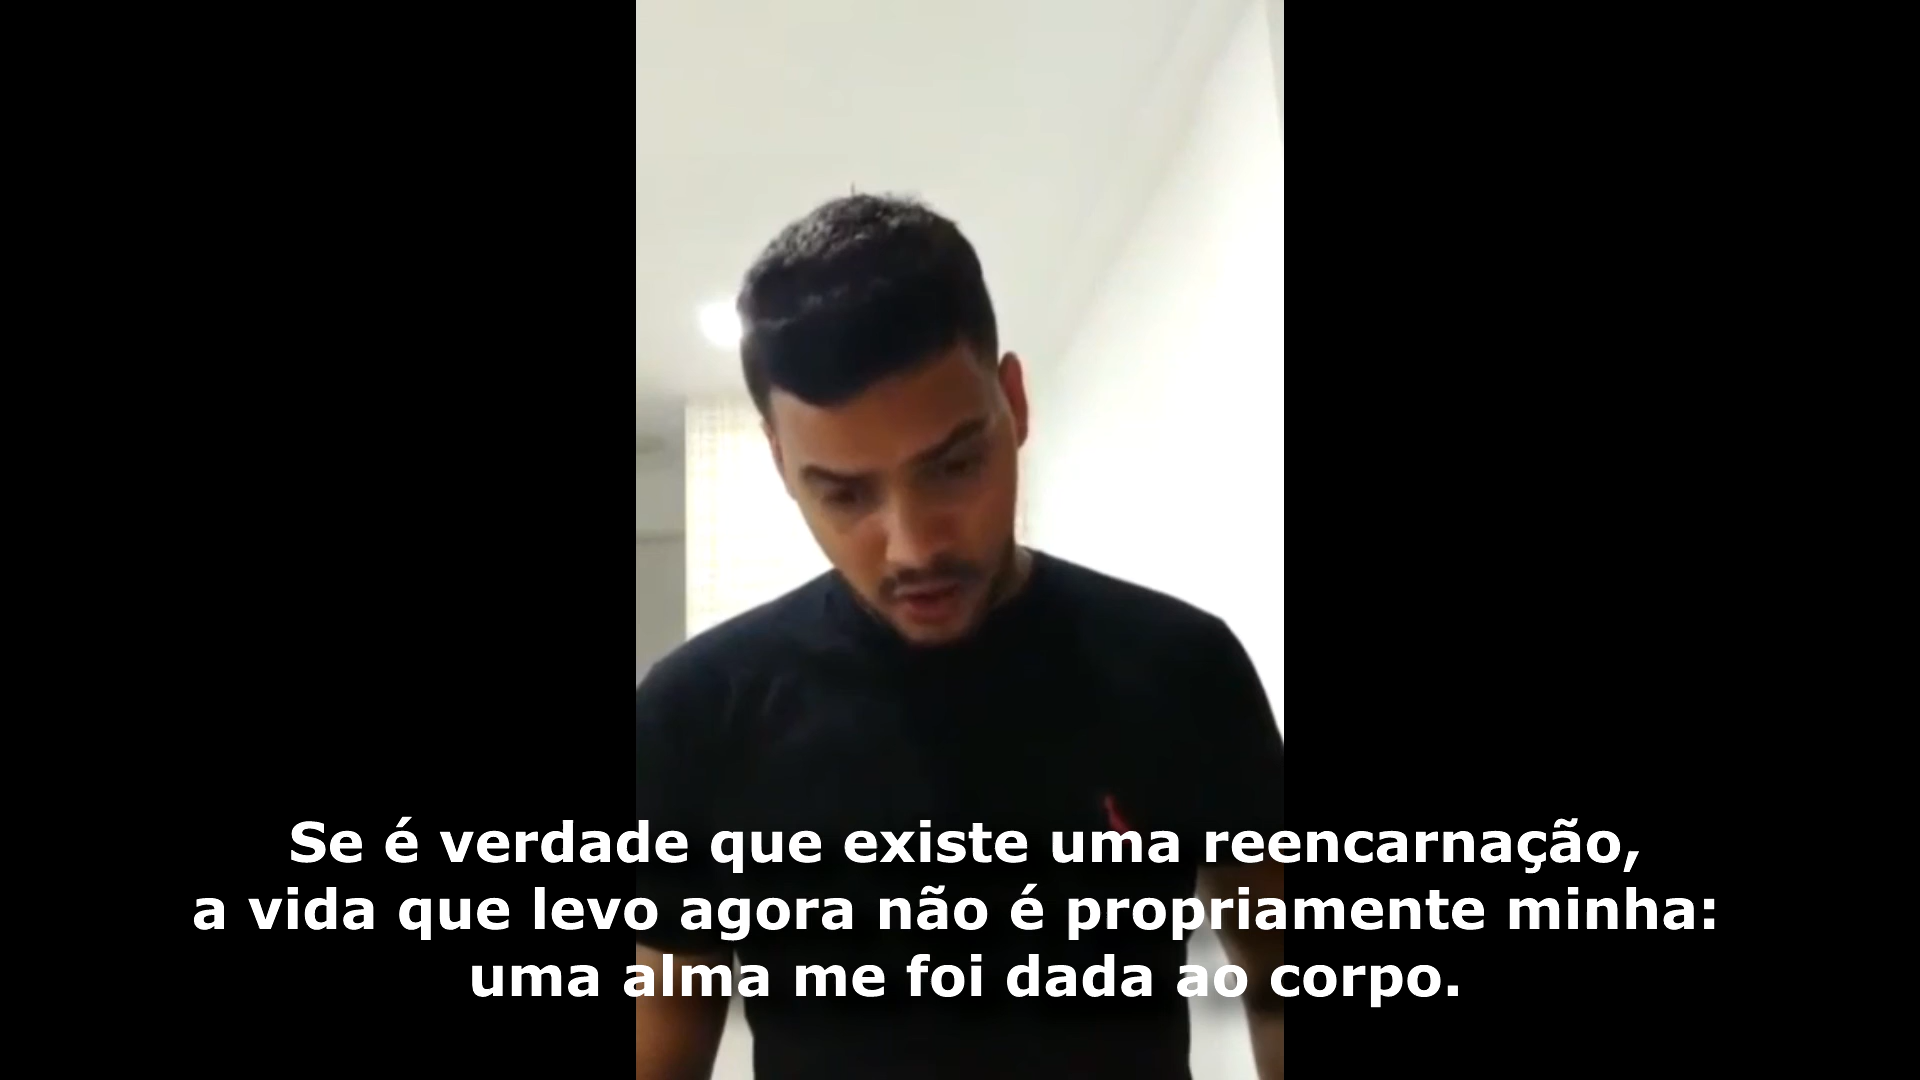 Se é verdade que existe uma reencarnação,
a vida que levo agora não é propriamente minha:
uma alma me foi dada ao corpo.